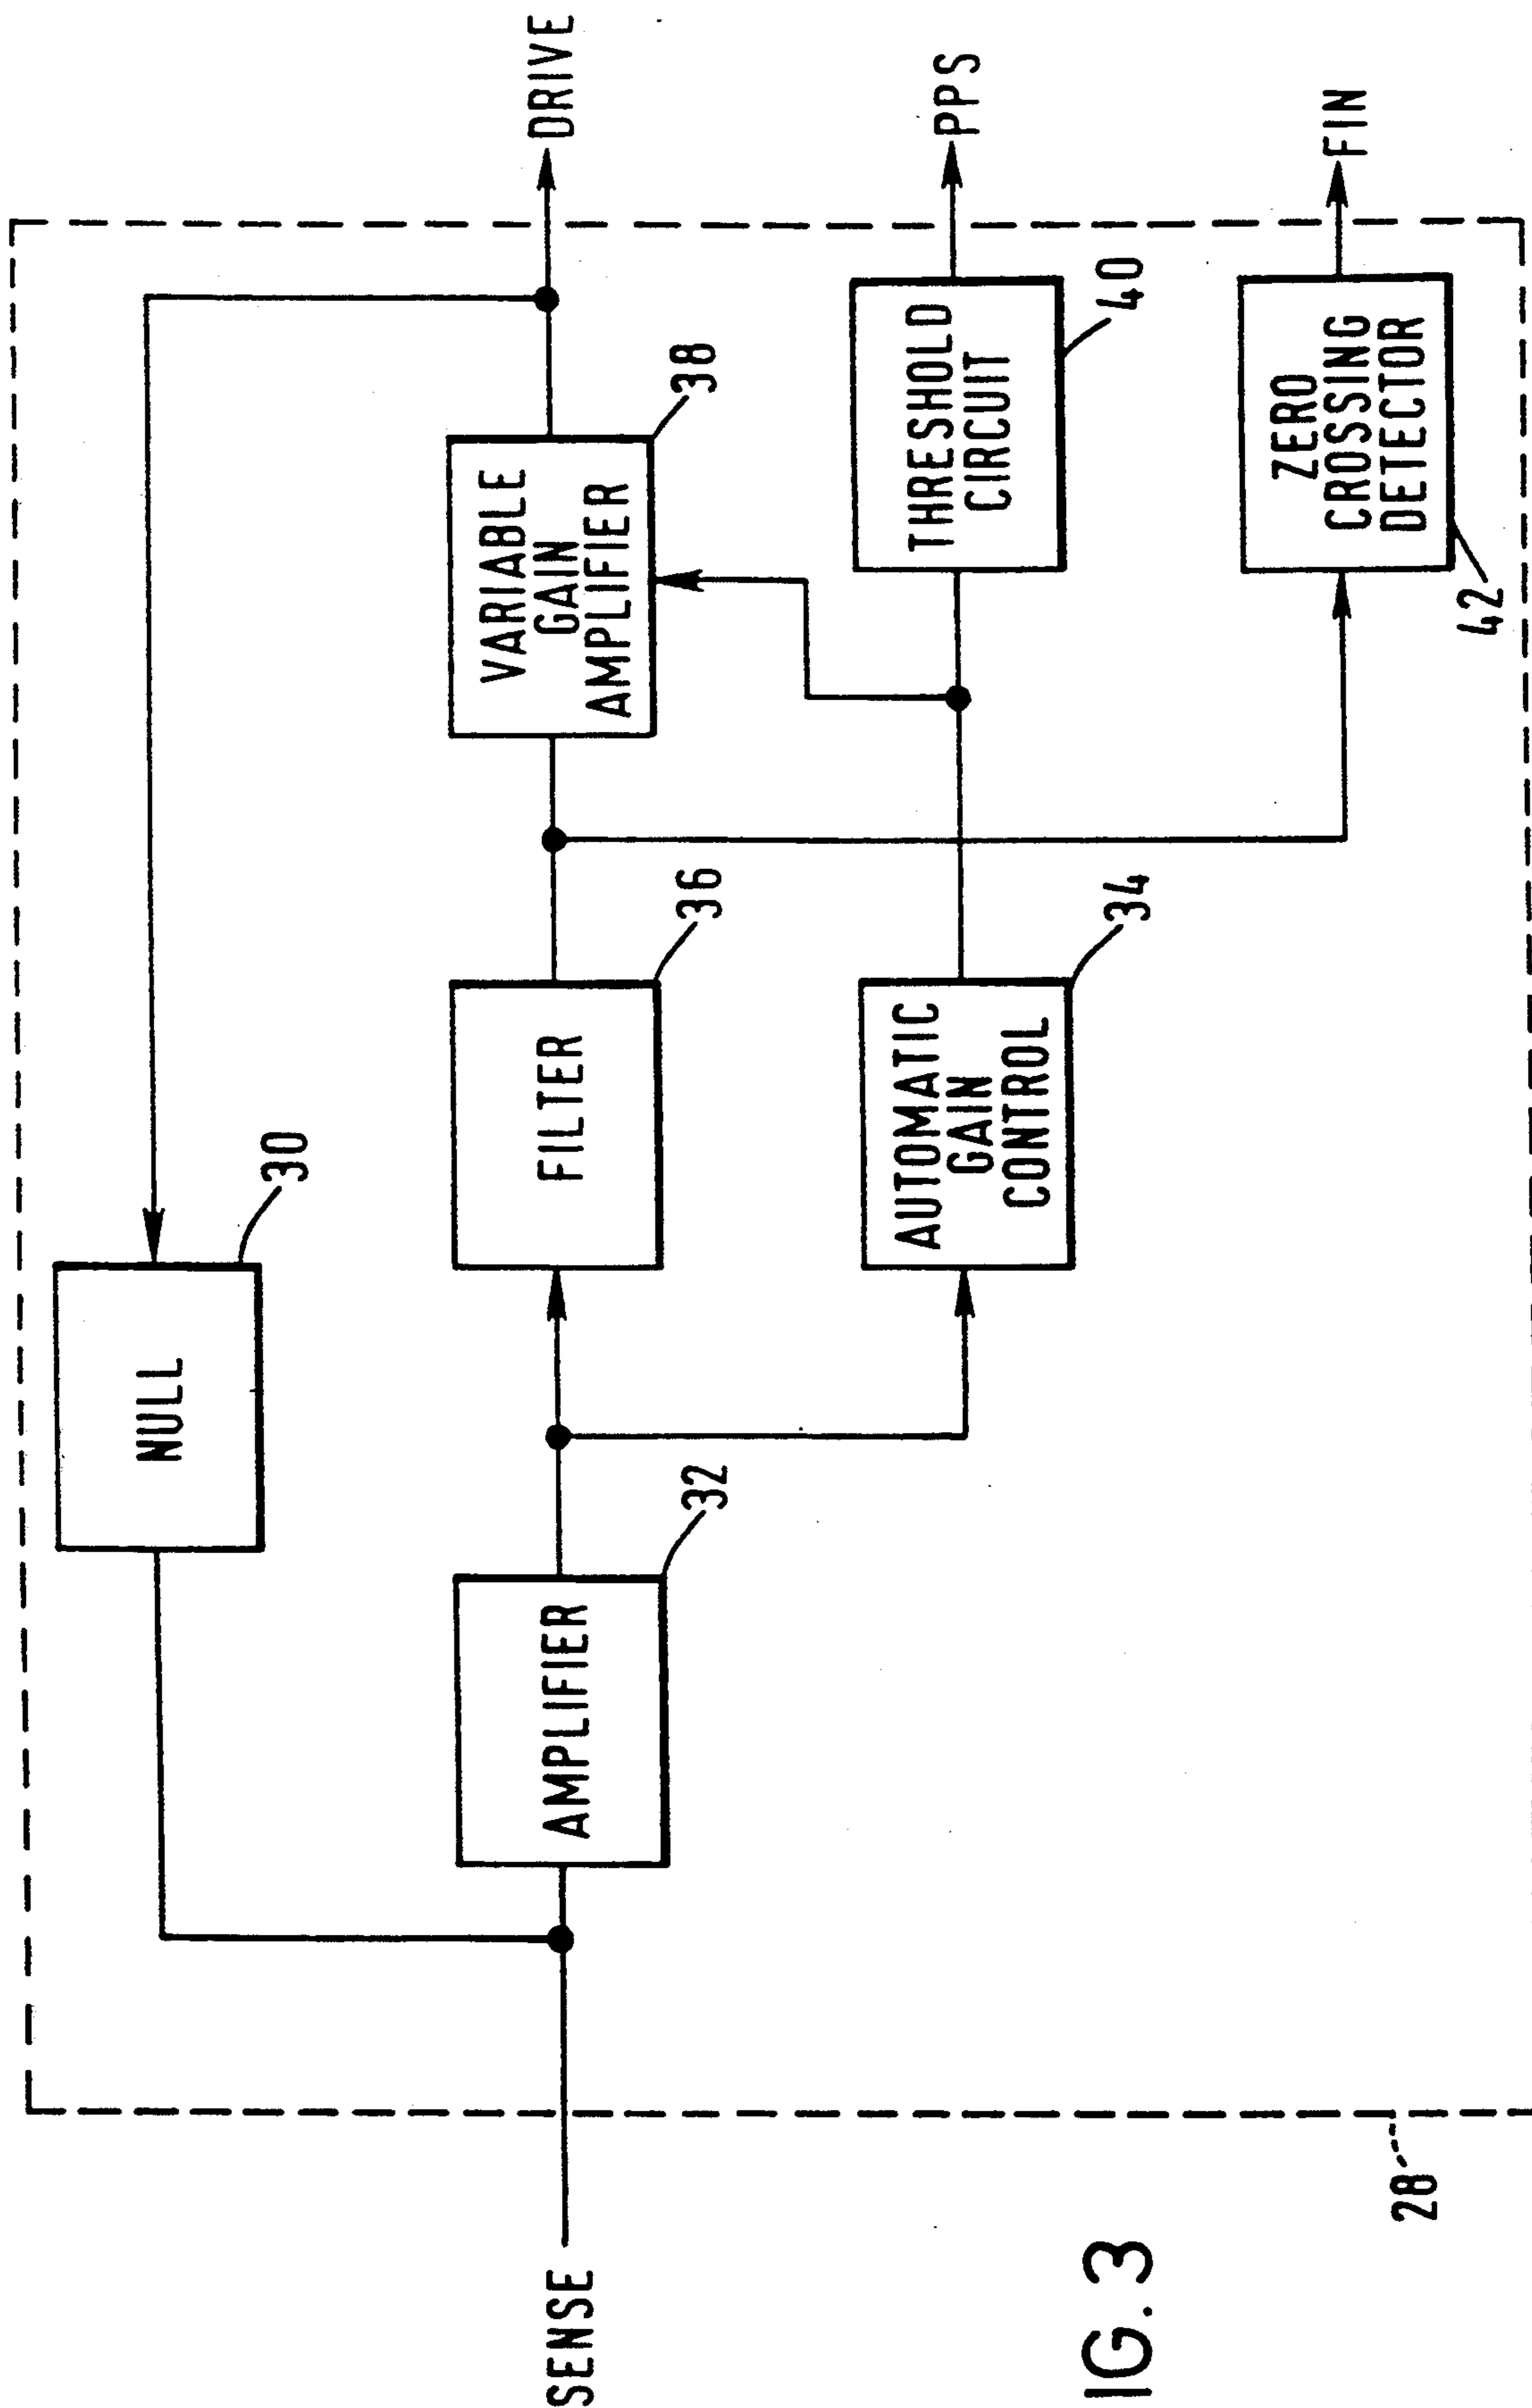 NULL
30
SENSE
AMPLIFIER
32
FILTER
36
VARIABLE
GAIN
AMPLIFIER
38
DRIVE
AUTOMATIC
GAIN
CONTROL
34
THRESHOLD
CIRCUIT
40
PPS
ZERO
CROSSING
DETECTOR
42
FIN
28
IG. 3